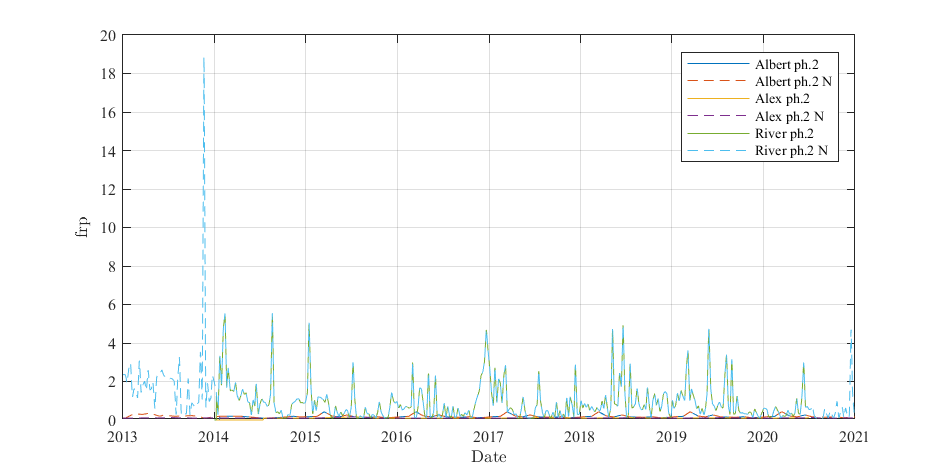 20
18
16
14
12
10
8
6
4
2
0
frp
2013 2014 2015 2016 2017 2018 2019 2020 2021
Date
Albert ph.2
Albert ph.2 N
Alex ph.2
Alex ph.2 N
River ph.2
River ph.2 N